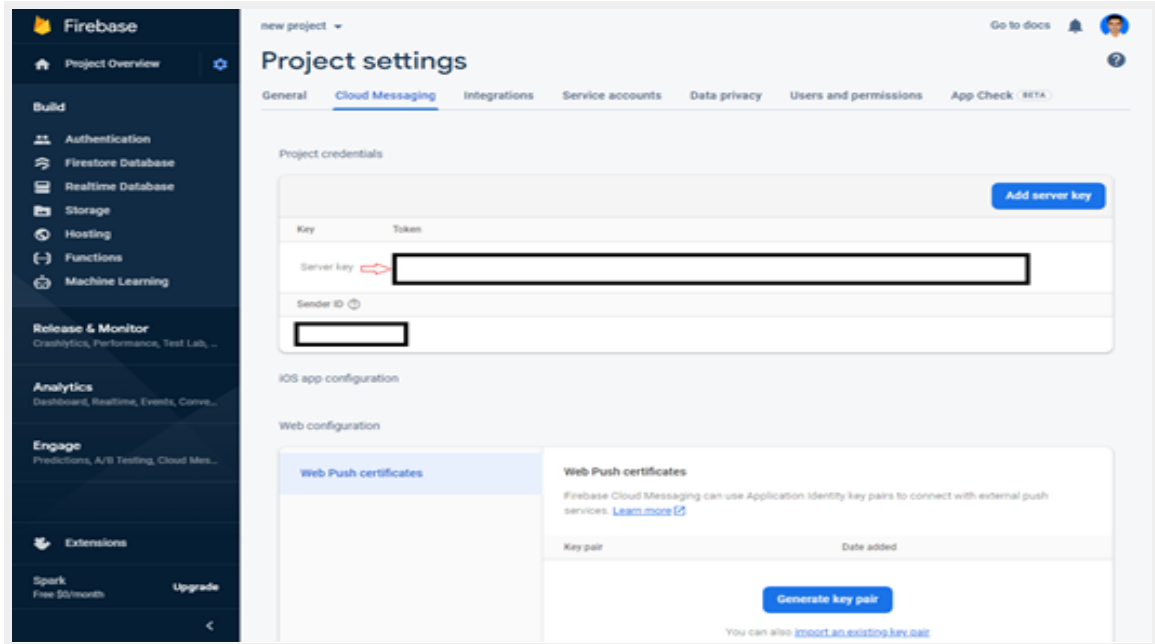 Firebase
new project
Go to docs
Project Overview
Project settings
General Cloud Messaging Integrations Service accounts Data privacy Users and permissions App Check BETA
Build
Authentication
Firestore Database
Realtime Database
Storage
Hosting
Functions
Machine Learning
Release & Monitor
Crashlytics, Performance, Test Lab, ...
Analytics
Dashboard, Realtime, Events, Conve...
Engage
Predictions, A/B Testing, Cloud Mes...
Extensions
Spark
Free $0/month
Upgrade
Project credentials
Add server key
Key Token
Server key
Sender ID
iOS app configuration
Web configuration
Web Push certificates
Web Push certificates
Firebase Cloud Messaging can use Application Identity key pairs to connect with external push
services. Learn more
Key pair Date added
Generate key pair
You can also import an existing key pair